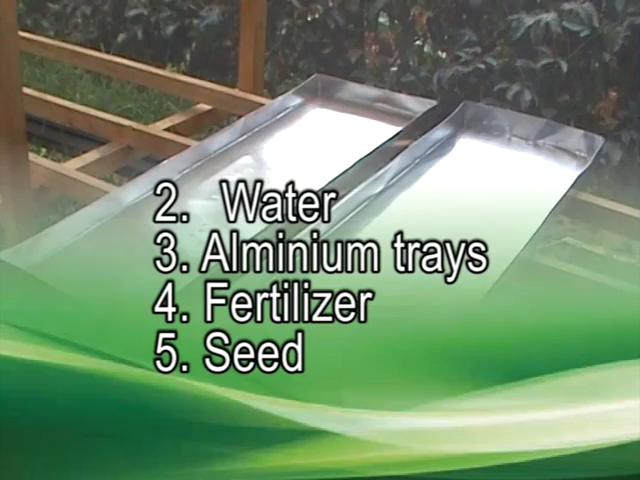 2. Water
3. Alminium trays
4. Fertilizer
5. Seed